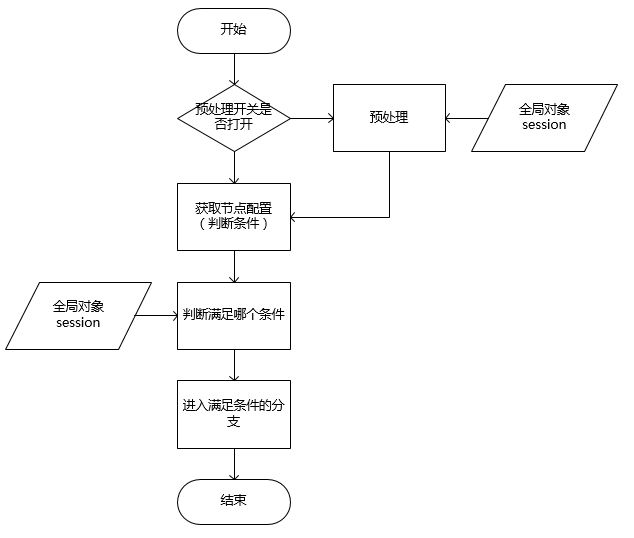 开始
预处理开关是
否打开
预处理
全局对象
session
获取节点配置
（判断条件）
全局对象
session
判断满足哪个条件
进入满足条件的分
支
结束